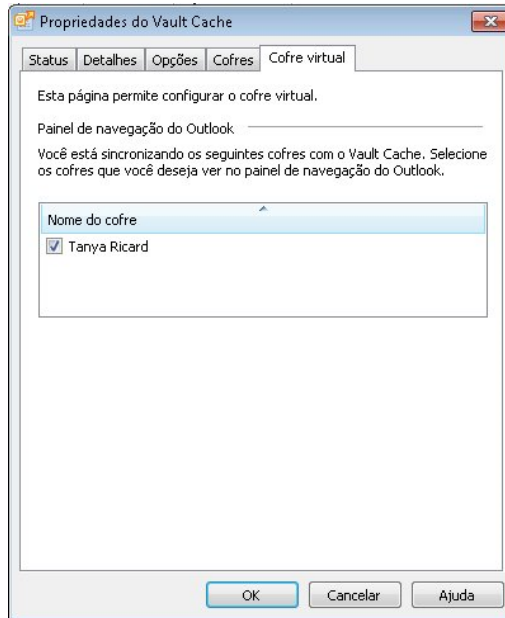 Propriedades do Vault Cache
Status Detalhes Opções Cofres Cofre virtual
Esta página permite configurar o cofre virtual.
Painel de navegação do Outlook
Você está sincronizando os seguintes cofres com o Vault Cache. Selecione
os cofres que você deseja ver no painel de navegação do Outlook.
Nome do cofre
Tanya Ricard
OK Cancelar Ajuda